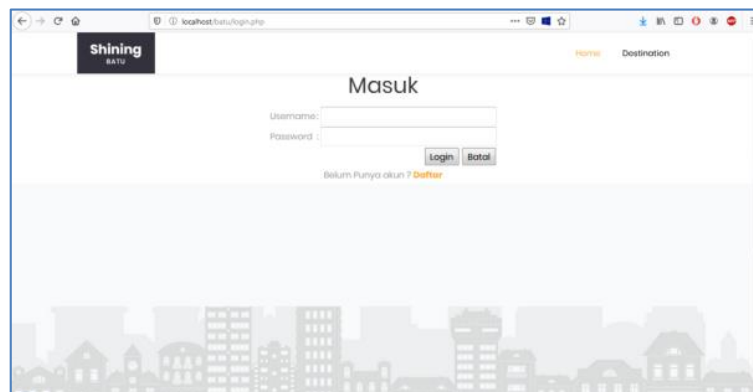 localhost/batu/login.php
Shining
BATU
Home Destination
Masuk
Username:
Password :
Login Batal
Belum Punya akun ? Daftar